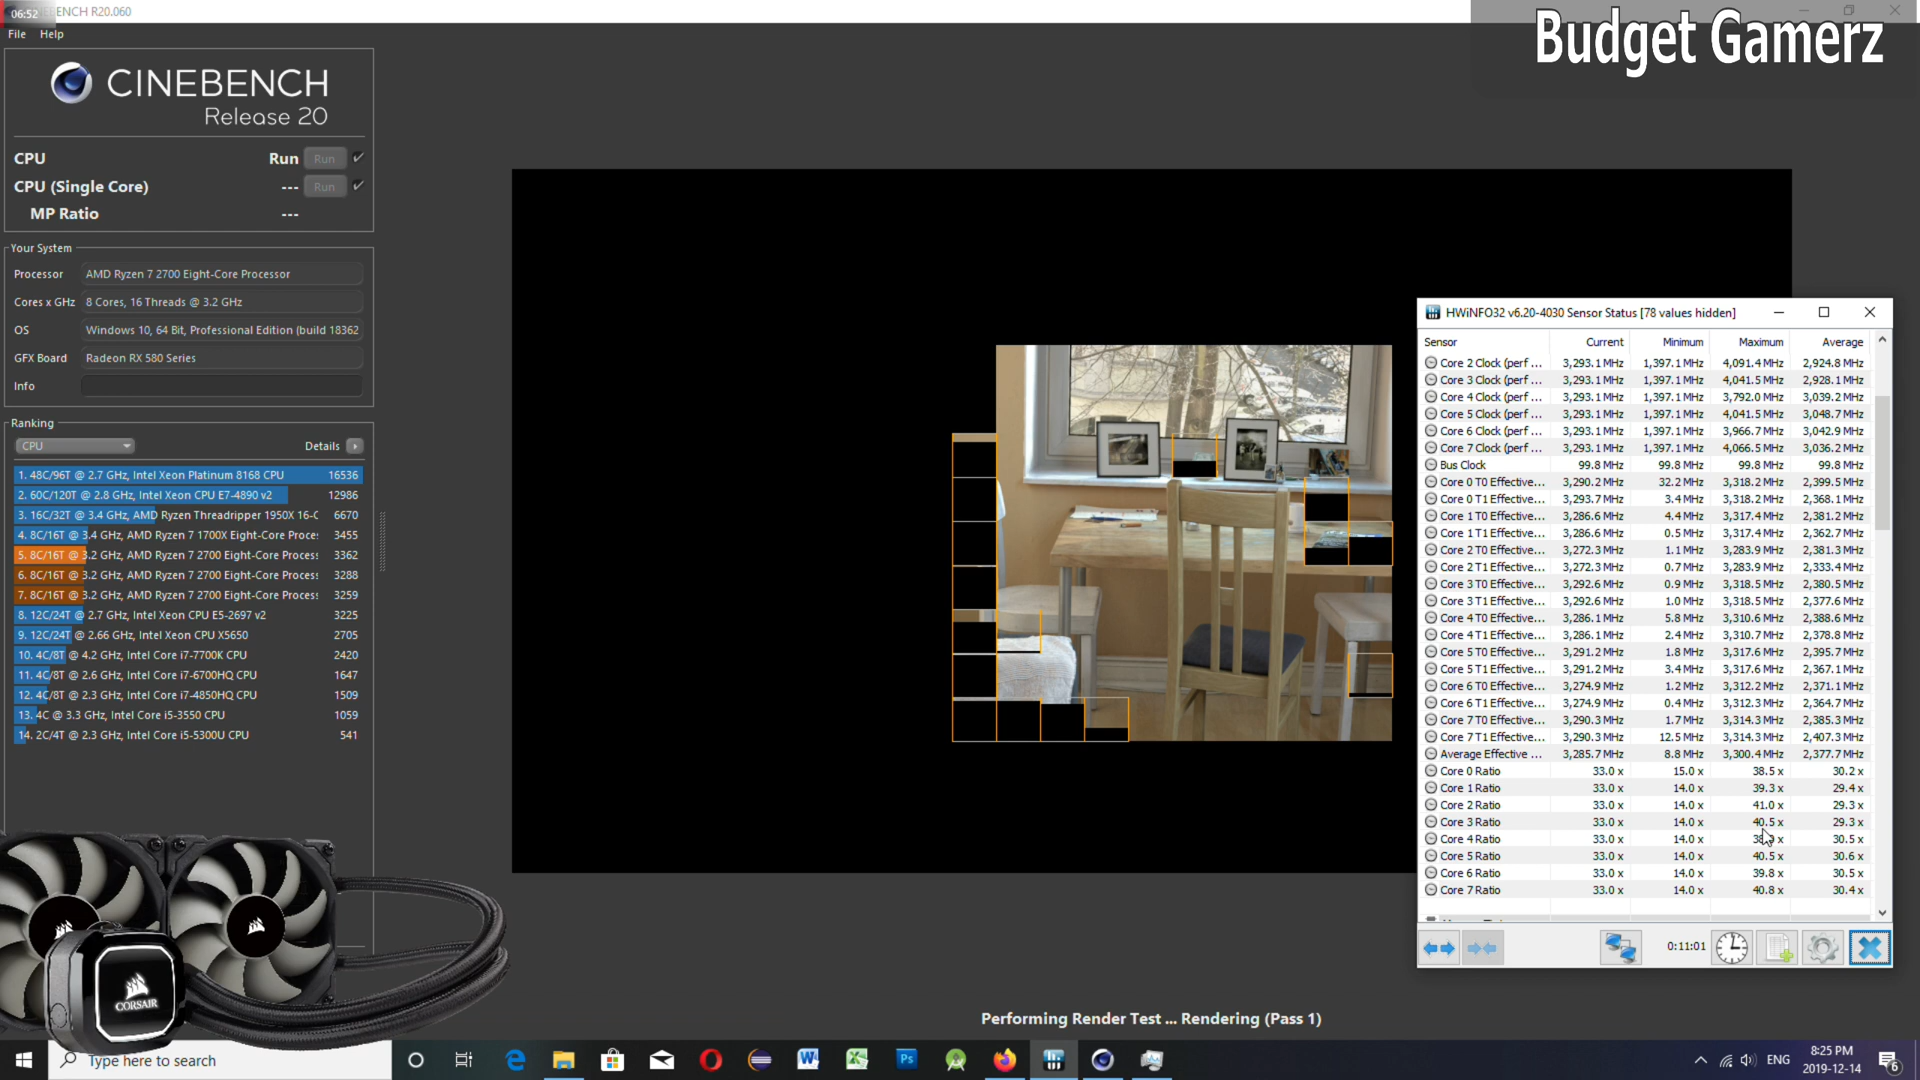 06:52 ENCH R20.060
Budget Gamerz
File Help
CINEBENCH
Release 20
CPU Run Run
CPU (Single Core) --- Run
MP Ratio ---
Your System
Processor AMD Ryzen 7 2700 Eight-Core Processor
Cores x GHz 8 Cores, 16 Threads @ 3.2 GHz
OS Windows 10, 64 Bit, Professional Edition (build 18362
GFX Board Radeon RX 580 Series
Info
Ranking
CPU Details
1. 48C/96T @ 2.7 GHz, Intel Xeon Platinum 8168 CPU 16536
2. 60C/120T @ 2.8 GHz, Intel Xeon CPU E7-4890 v2 12986
3. 16C/32T @ 3.4 GHz, AMD Ryzen Threadripper 1950X 16-C 6670
4. 8C/16T @ 3.4 GHz, AMD Ryzen 7 1700X Eight-Core Proce: 3455
5. 8C/16T @ 3.2 GHz, AMD Ryzen 7 2700 Eight-Core Process 3362
6. 8C/16T @ 3.2 GHz, AMD Ryzen 7 2700 Eight-Core Process 3288
7. 8C/16T @ 3.2 GHz, AMD Ryzen 7 2700 Eight-Core Process 3259
8. 12C/24T @ 2.7 GHz, Intel Xeon CPU E5-2697 v2 3225
9. 12C/24T @ 2.66 GHz, Intel Xeon CPU X5650 2705
10. 4C/8T @ 4.2 GHz, Intel Core i7-7700K CPU 2420
11. 4C/8T @ 2.6 GHz, Intel Core i7-6700HQ CPU 1647
12. 4C/8T @ 2.3 GHz, Intel Core i7-4850HQ CPU 1509
13. 4C @ 3.3 GHz, Intel Core i5-3550 CPU 1059
14. 2C/4T @ 2.3 GHz, Intel Core i5-5300U CPU 541
HWiNFO32 v6.20-4030 Sensor Status [78 values hidden]
Sensor Current Minimum Maximum Average
Core 2 Clock (perf ... 3,293.1 MHz 1,397.1 MHz 4,091.4 MHz 2,924.8 MHz
Core 3 Clock (perf ... 3,293.1 MHz 1,397.1 MHz 4,041.5 MHz 2,928.1 MHz
Core 4 Clock (perf ... 3,293.1 MHz 1,397.1 MHz 3,792.0 MHz 3,039.2 MHz
Core 5 Clock (perf ... 3,293.1 MHz 1,397.1 MHz 4,041.5 MHz 3,048.7 MHz
Core 6 Clock (perf ... 3,293.1 MHz 1,397.1 MHz 3,966.7 MHz 3,042.9 MHz
Core 7 Clock (perf ... 3,293.1 MHz 1,397.1 MHz 4,066.5 MHz 3,036.2 MHz
Bus Clock 99.8 MHz 99.8 MHz 99.8 MHz 99.8 MHz
Core 0 T0 Effective... 3,290.2 MHz 32.2 MHz 3,318.2 MHz 2,399.5 MHz
Core 0 T1 Effective... 3,293.7 MHz 3.4 MHz 3,318.2 MHz 2,368.1 MHz
Core 1 T0 Effective... 3,286.6 MHz 4.4 MHz 3,317.4 MHz 2,381.2 MHz
Core 1 T1 Effective... 3,286.6 MHz 0.5 MHz 3,317.4 MHz 2,362.7 MHz
Core 2 T0 Effective... 3,272.3 MHz 1.1 MHz 3,283.9 MHz 2,381.3 MHz
Core 2 T1 Effective... 3,272.3 MHz 0.7 MHz 3,283.9 MHz 2,333.4 MHz
Core 3 T0 Effective... 3,292.6 MHz 0.9 MHz 3,318.5 MHz 2,380.5 MHz
Core 3 T1 Effective... 3,292.6 MHz 1.0 MHz 3,318.5 MHz 2,377.6 MHz
Core 4 T0 Effective... 3,286.1 MHz 5.8 MHz 3,310.6 MHz 2,388.6 MHz
Core 4 T1 Effective... 3,286.1 MHz 2.4 MHz 3,310.7 MHz 2,378.8 MHz
Core 5 T0 Effective... 3,291.2 MHz 1.8 MHz 3,317.6 MHz 2,395.7 MHz
Core 5 T1 Effective... 3,291.2 MHz 3.4 MHz 3,317.6 MHz 2,367.1 MHz
Core 6 T0 Effective... 3,274.9 MHz 1.2 MHz 3,312.2 MHz 2,371.1 MHz
Core 6 T1 Effective... 3,274.9 MHz 0.4 MHz 3,312.3 MHz 2,364.7 MHz
Core 7 T0 Effective... 3,290.3 MHz 1.7 MHz 3,314.3 MHz 2,385.3 MHz
Core 7 T1 Effective... 3,290.3 MHz 12.5 MHz 3,314.3 MHz 2,407.3 MHz
Average Effective ... 3,285.7 MHz 8.8 MHz 3,300.4 MHz 2,377.7 MHz
Core 0 Ratio 33.0 x 15.0 x 38.5 x 30.2 x
Core 1 Ratio 33.0 x 14.0 x 39.3 x 29.4 x
Core 2 Ratio 33.0 x 14.0 x 41.0 x 29.3 x
Core 3 Ratio 33.0 x 14.0 x 40.5 x 29.3 x
Core 4 Ratio 33.0 x 14.0 x x 30.5 x
Core 5 Ratio 33.0 x 14.0 x 40.5 x 30.6 x
Core 6 Ratio 33.0 x 14.0 x 39.8 x 30.5 x
Core 7 Ratio 33.0 x 14.0 x 40.8 x 30.4 x
0:11:01
CORSAIR
Performing Render Test ... Rendering (Pass 1)
Type here to search
Ps
ENG
8:25 PM
2019-12-14
6